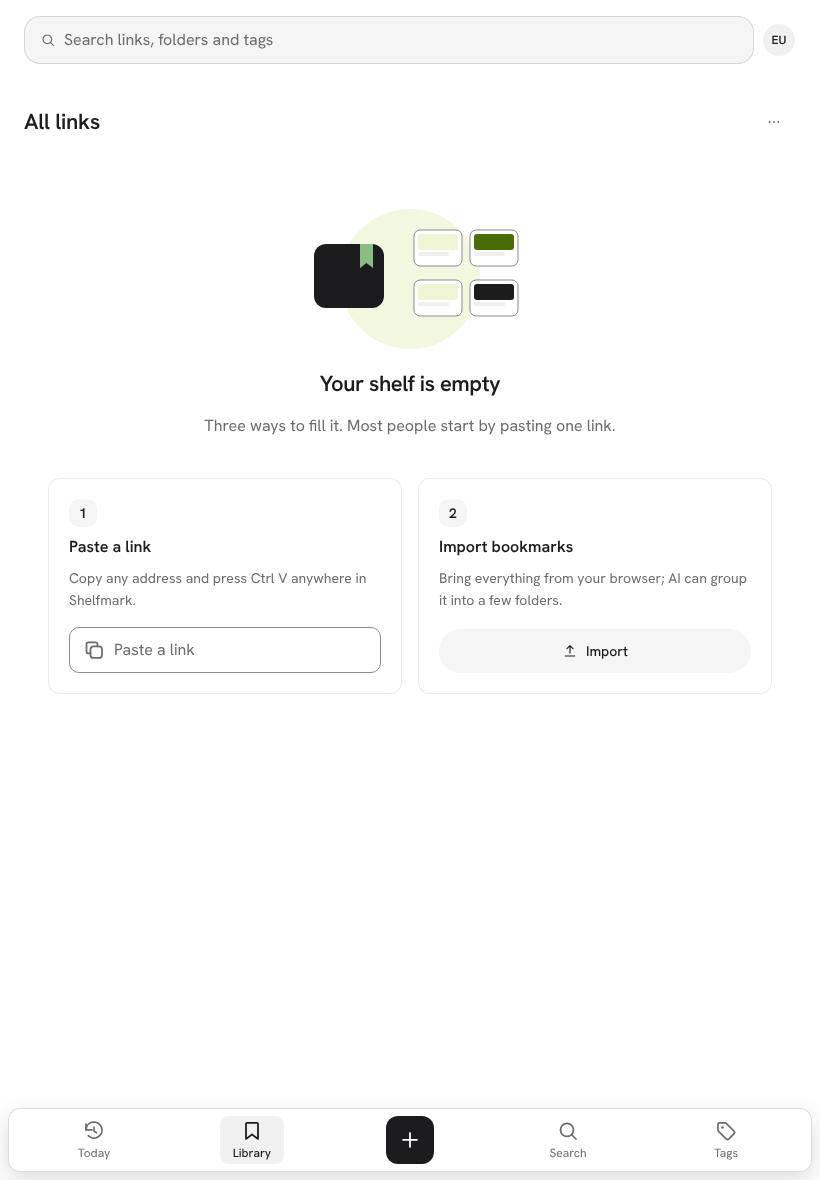 Search links, folders and tags
EU
All links
Your shelf is empty
Three ways to fill it. Most people start by pasting one link.
1
Paste a link
Copy any address and press Ctrl V anywhere in
Shelfmark.
Paste a link
2
Import bookmarks
Bring everything from your browser; AI can group
it into a few folders.
Import
Today
Library
Search
Tags